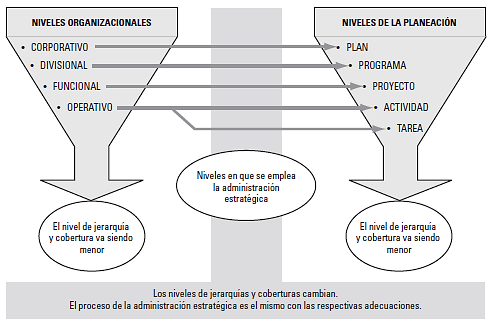 NIVELES ORGANIZACIONALES
• CORPORATIVO
• DIVISIONAL
• FUNCIONAL
• OPERATIVO
El nivel de jerarquía
y cobertura va siendo
menor
Niveles en que se emplea
la administración
estratégica
NIVELES DE LA PLANEACIÓN
• PLAN
• PROGRAMA
• PROYECTO
• ACTIVIDAD
• TAREA
El nivel de jerarquía
y cobertura va siendo
menor
Los niveles de jerarquías y coberturas cambian.
El proceso de la administración estratégica es el mismo con las respectivas adecuaciones.